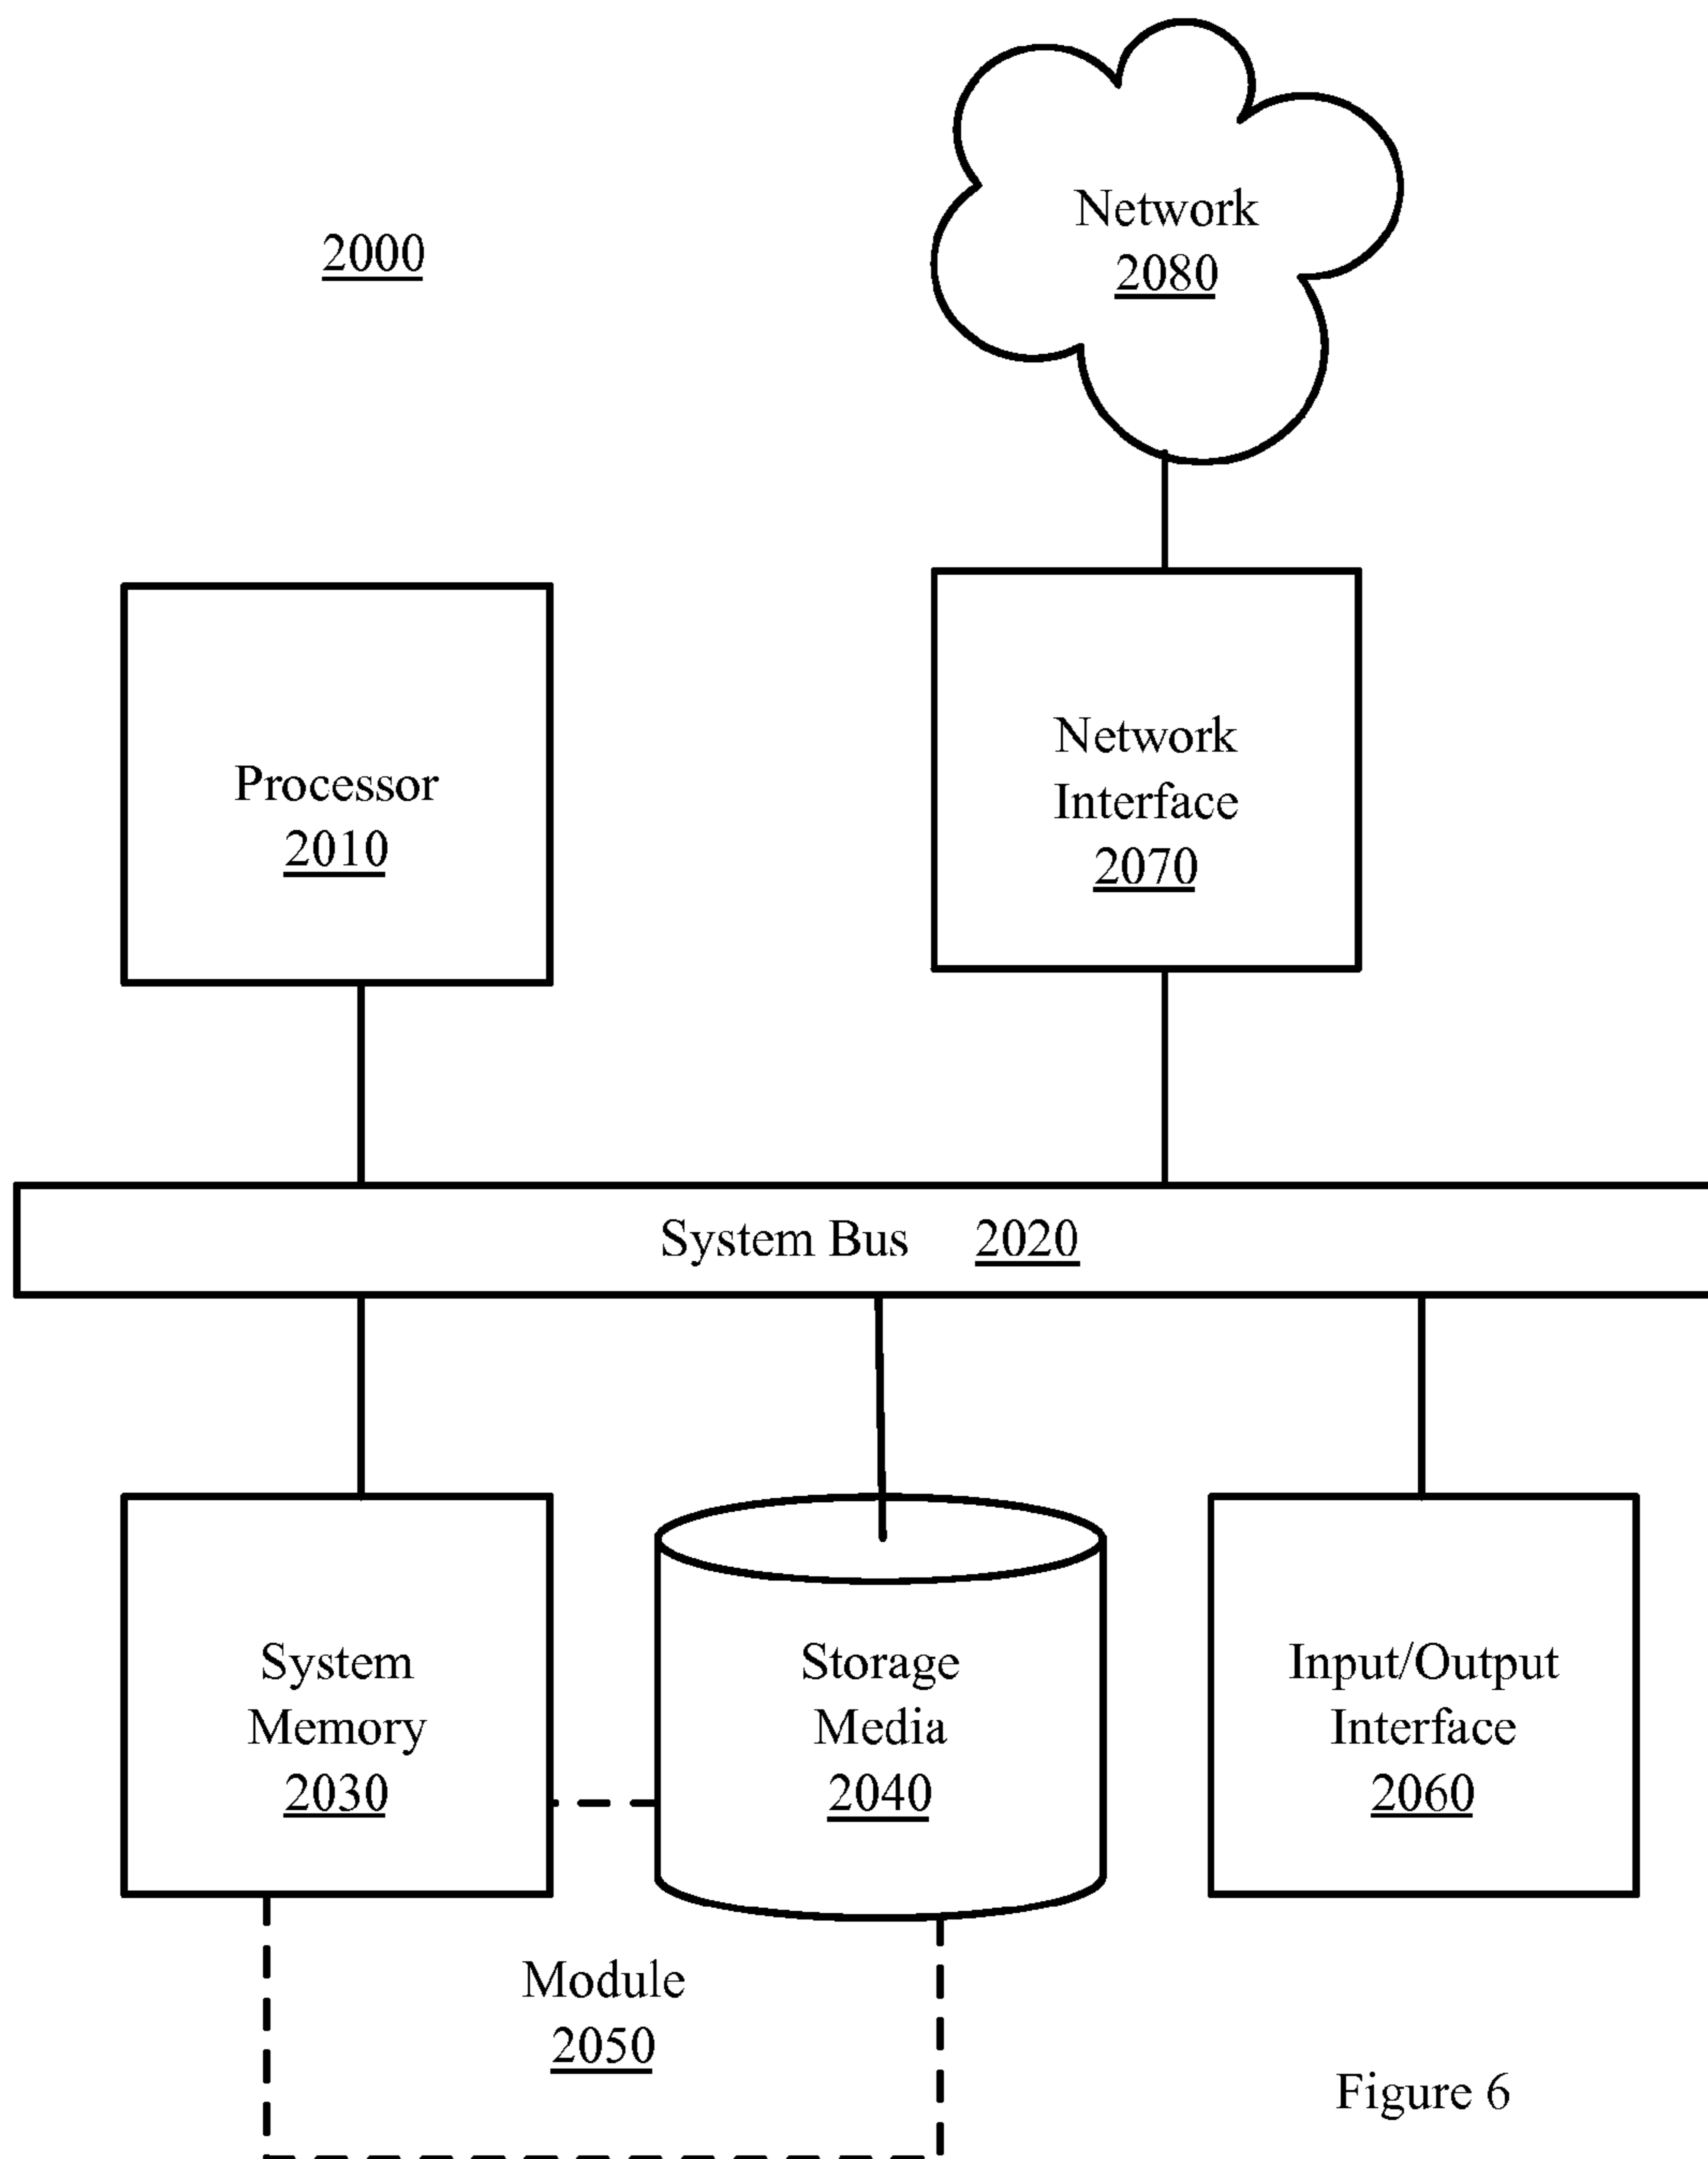 2000
Network
2080
Processor
2010
Network
Interface
2070
System Bus 2020
System
Memory
2030
Storage
Media
2040
Input/Output
Interface
2060
Module
2050
Figure 6